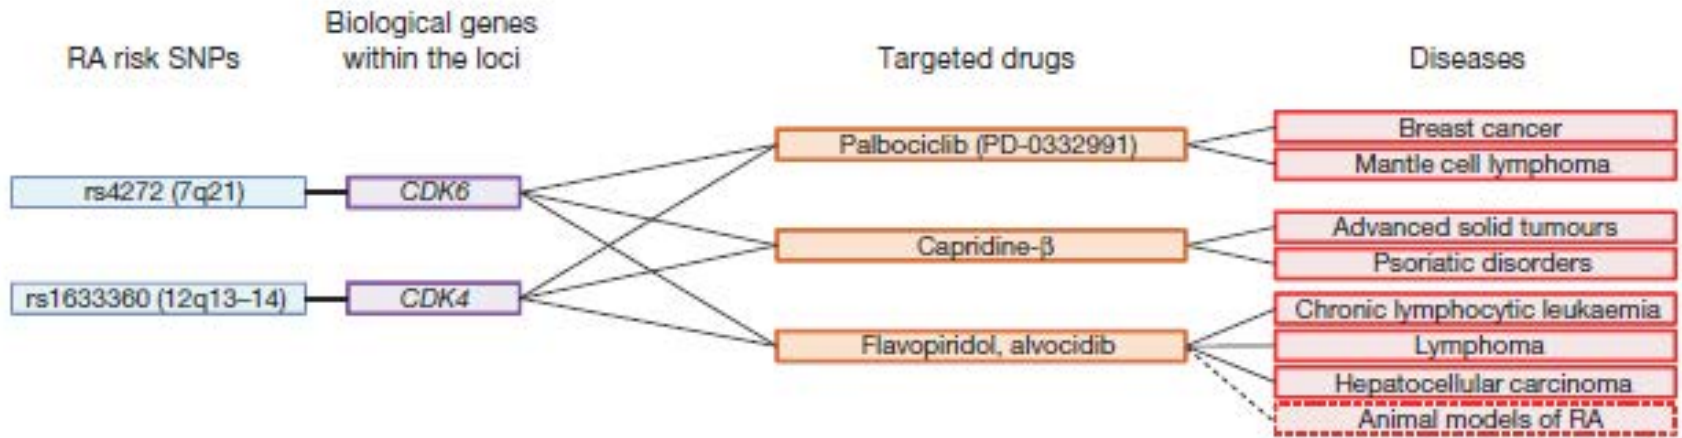 RA risk SNPs
Biological genes
within the loci
Targeted drugs
Diseases
rs4272 (7q21)
CDK6
rs1633360 (12q13–14)
CDK4
Palbociclib (PD-0332991)
Capridine-β
Flavopiridol, alvocidib
Breast cancer
Mantle cell lymphoma
Advanced solid tumours
Psoriatic disorders
Chronic lymphocytic leukaemia
Lymphoma
Hepatocellular carcinoma
Animal models of RA